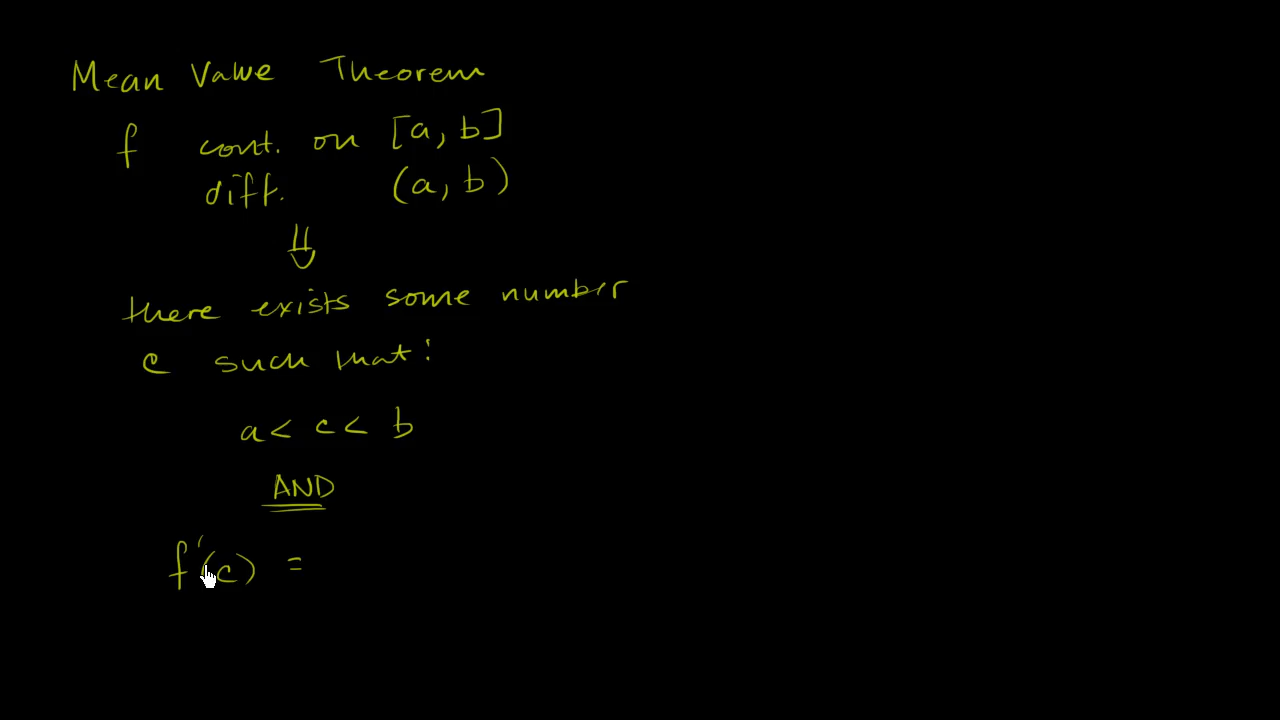 Mean Value Theorem
f cont. on [a, b]
diff. (a, b)
⇓
there exists some number
c such that:
a < c < b
AND
f'(c) =